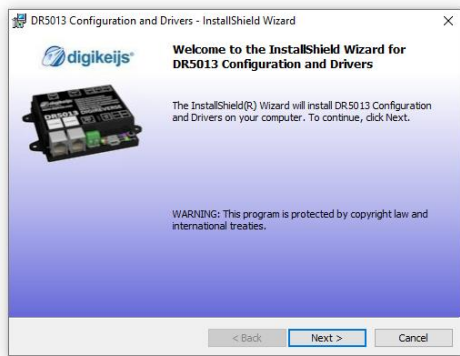 DR5013 Configuration and Drivers - InstallShield Wizard
digikeijs®
Welcome to the InstallShield Wizard for
DR5013 Configuration and Drivers
The InstallShield(R) Wizard will install DR5013 Configuration
and Drivers on your computer. To continue, click Next.
DR5013
WARNING: This program is protected by copyright law and
international treaties.
< Back
Next >
Cancel